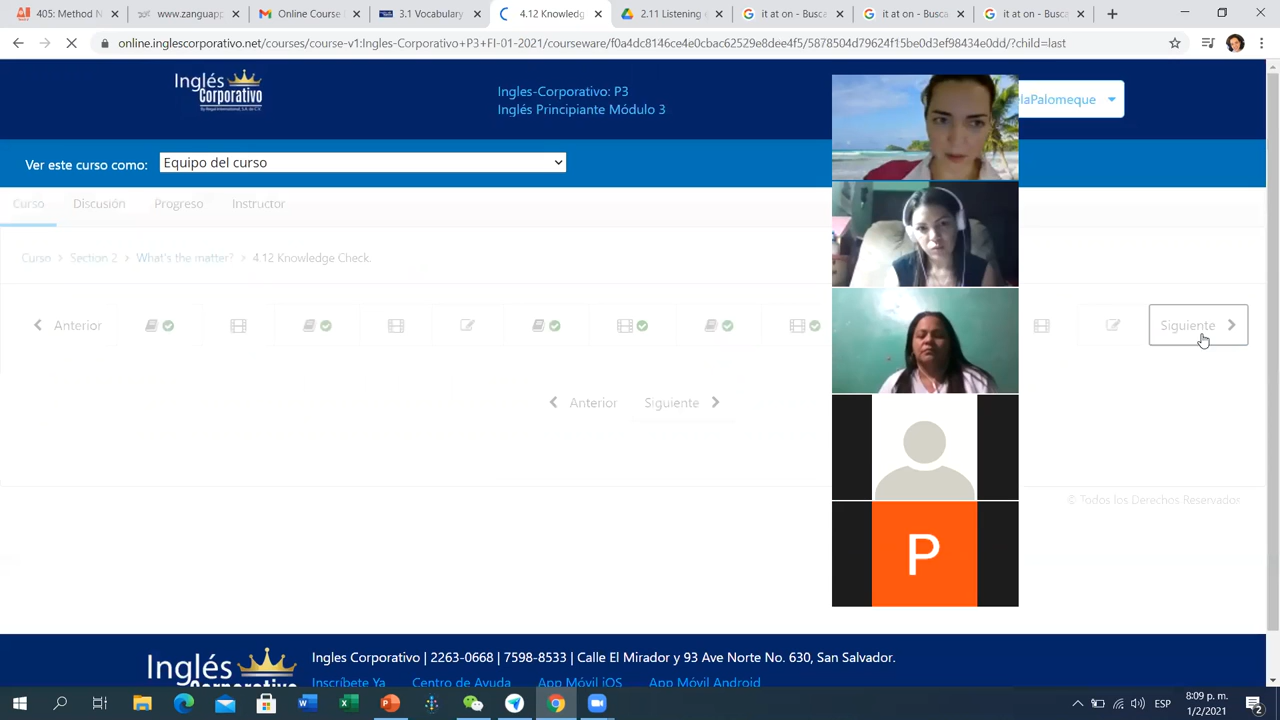 405: Method N
www.zanguapp
Online Course
3.1 Vocabulary
4.12 Knowledg
2.11 Listening
it at on - Busca
it at on - Busca
it at on - Busca
online.inglescorporativo.net/courses/course-v1:Ingles-Corporativo+P3+FI-01-2021/courseware/f0a4dc8146ce4e0cbac62529e8dee4f5/5878504d79624f15be0d3ef98434e0dd/?child=last
Inglés
Corporativo
Ingles-Corporativo: P3
Inglés Principiante Módulo 3
laPalomeque
Ver este curso como:
Equipo del curso
Curso
Discusión
Progreso
Instructor
Curso > Section 2 > What's the matter? > 4.12 Knowledge Check.
Anterior
Siguiente
Anterior
Siguiente
© Todos los Derechos Reservados
P
Inglés
Corporativo
Ingles Corporativo | 2263-0668 | 7598-8533 | Calle El Mirador y 93 Ave Norte No. 630, San Salvador.
Inscríbete Ya
Centro de Ayuda
App Móvil iOS
App Móvil Android
ESP
8:09 p. m.
1/2/2021
2